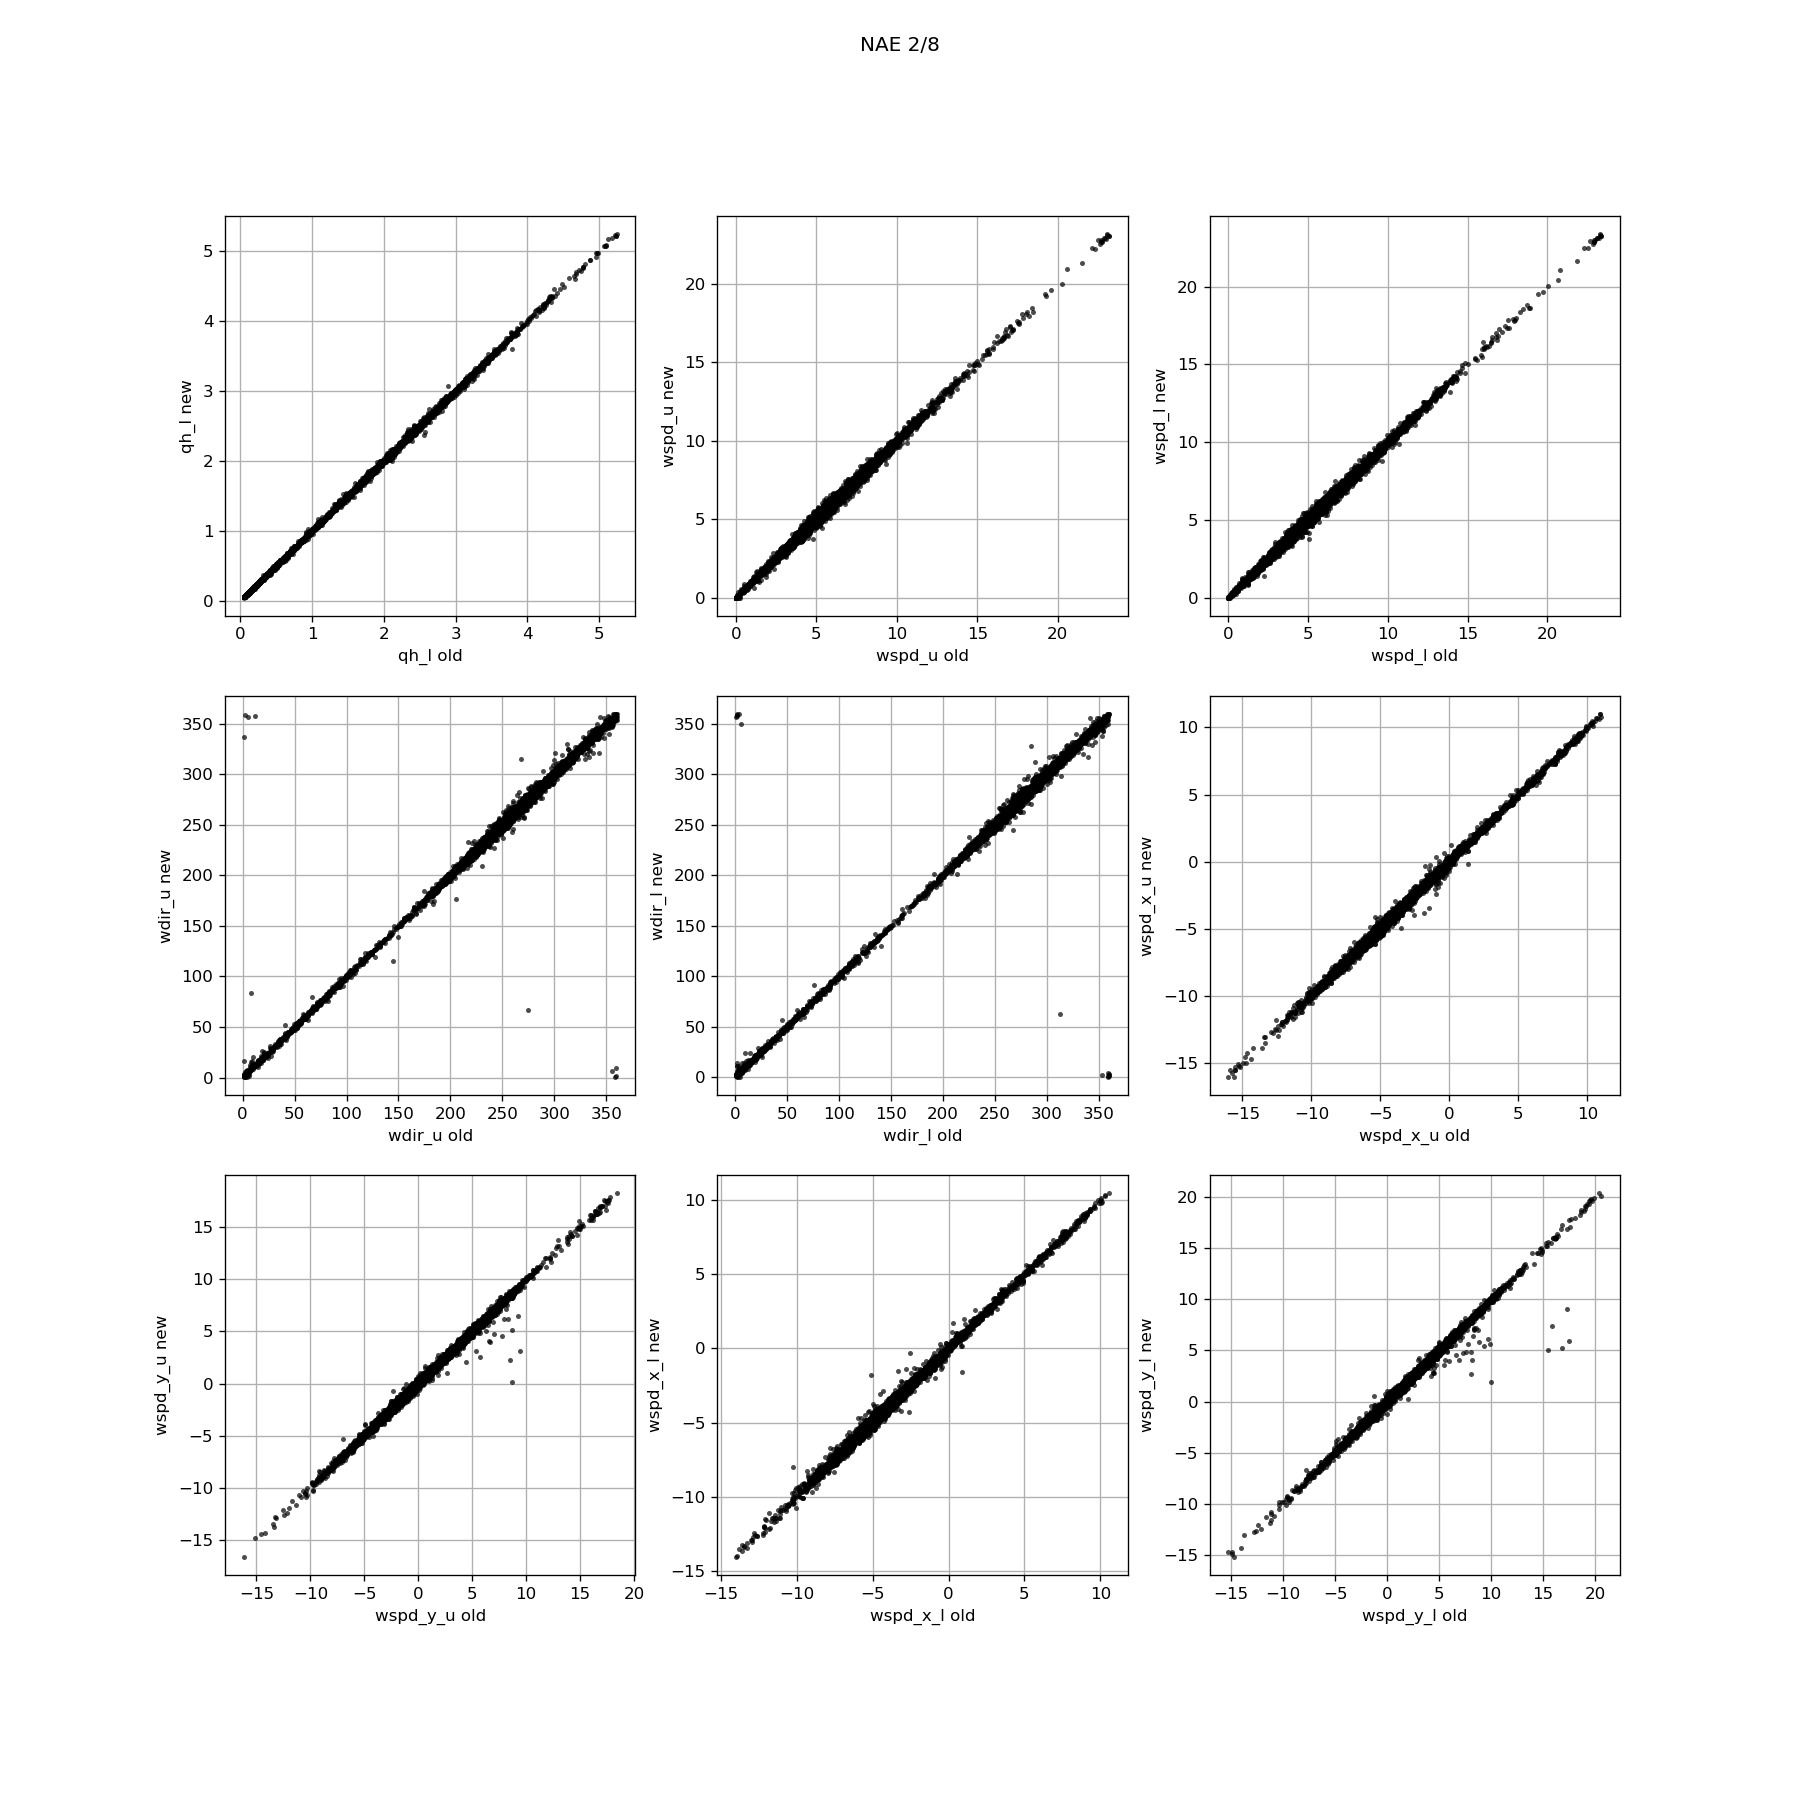 NAE 2/8
qh_l new
5
4
3
2
1
0
0 1 2 3 4 5
qh_l old
wspd_u new
20
15
10
5
0
0 5 10 15 20
wspd_u old
wspd_l new
20
15
10
5
0
0 5 10 15 20
wspd_l old
wdir_u new
350
300
250
200
150
100
50
0
0 50 100 150 200 250 300 350
wdir_u old
wdir_l new
350
300
250
200
150
100
50
0
0 50 100 150 200 250 300 350
wdir_l old
wspd_x_u new
10
5
0
−5
−10
−15
−15 −10 −5 0 5 10
wspd_x_u old
wspd_y_u new
15
10
5
0
−5
−10
−15
−15 −10 −5 0 5 10 15 20
wspd_y_u old
wspd_x_l new
10
5
0
−5
−10
−15
−15 −10 −5 0 5 10
wspd_x_l old
wspd_y_l new
20
15
10
5
0
−5
−10
−15
−15 −10 −5 0 5 10 15 20
wspd_y_l old